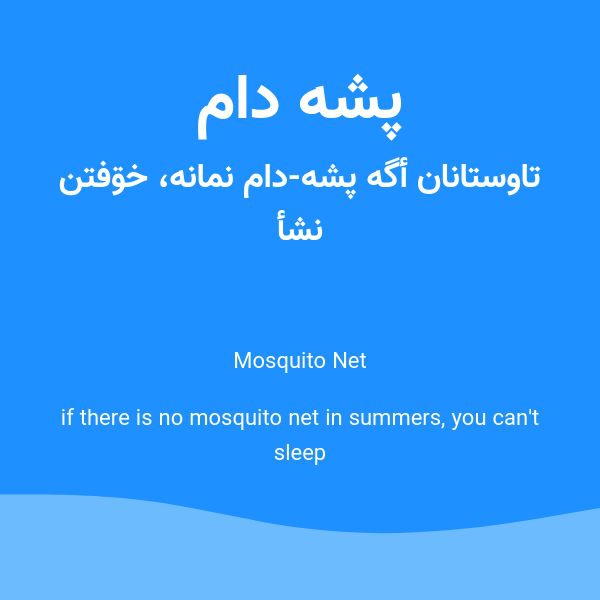 پشه دام
تاوستانان أگه پشه-دام نمانه، خۊفتن
نشأ
Mosquito Net
if there is no mosquito net in summers, you can't
sleep